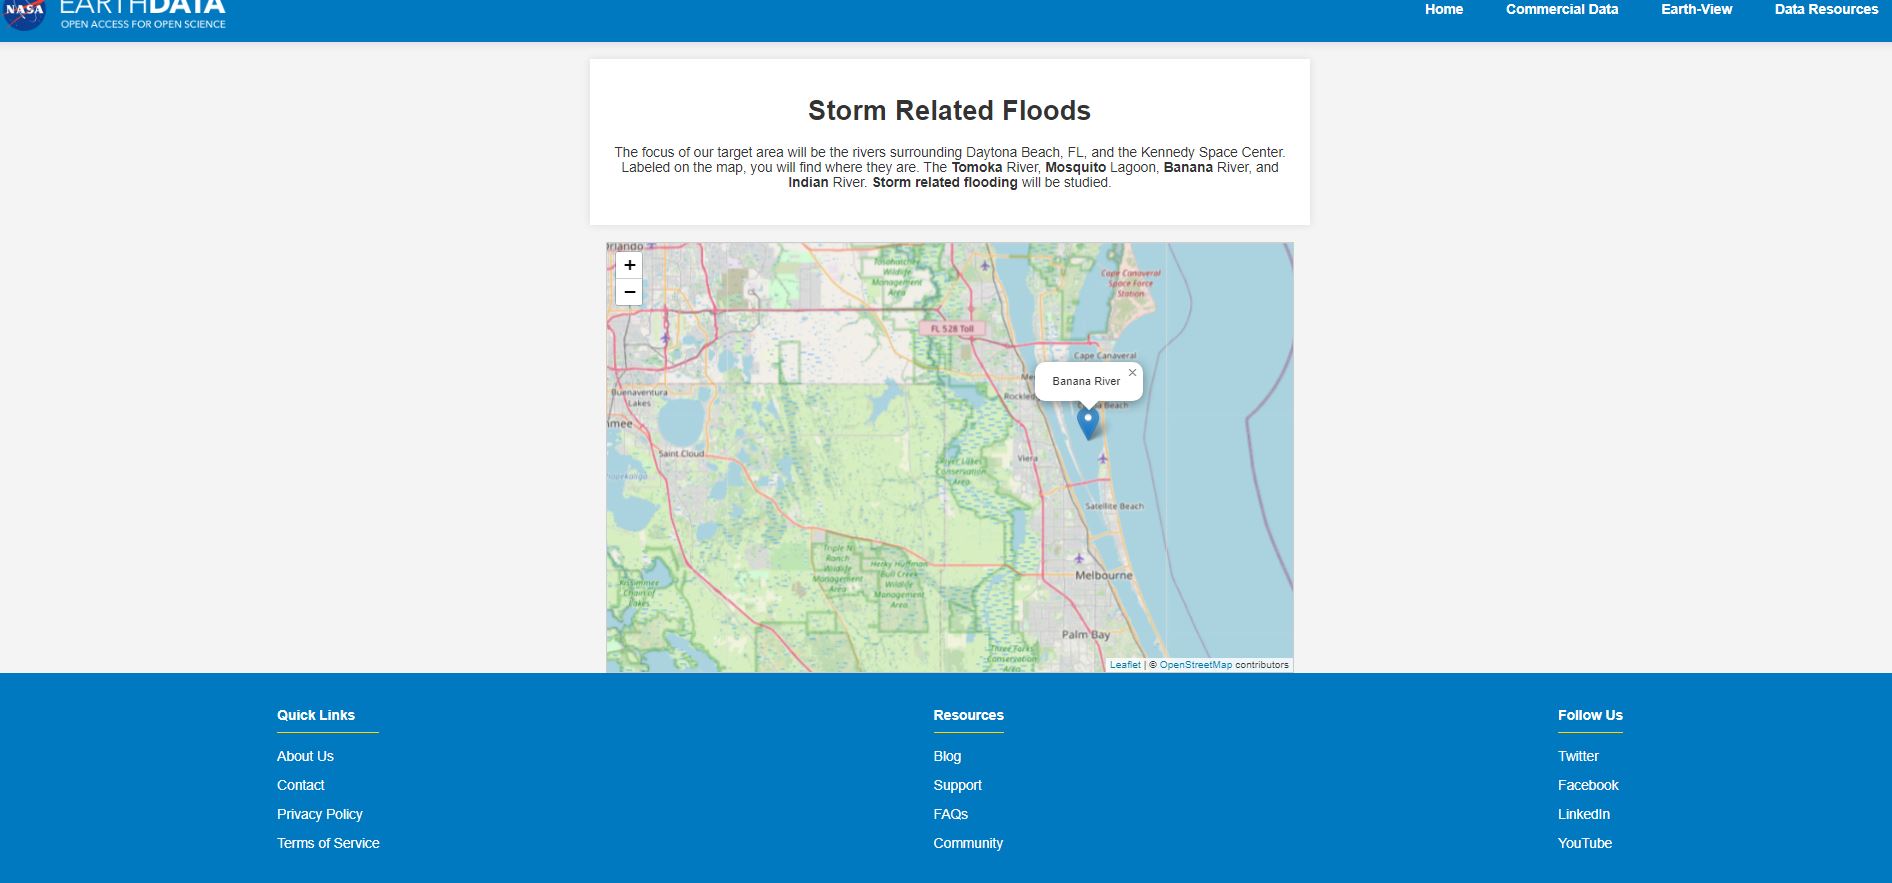 NASA
EARTHDATA
OPEN ACCESS FOR OPEN SCIENCE
Home Commercial Data Earth-View Data Resources
Storm Related Floods
The focus of our target area will be the rivers surrounding Daytona Beach, FL, and the Kennedy Space Center.
Labeled on the map, you will find where they are. The Tomoka River, Mosquito Lagoon, Banana River, and
Indian River. Storm related flooding will be studied.
Orlando
+
−
Tosohatchee
Wildlife
Management
Area
Cape Canaveral
Space Force
Station
FL 528 Toll
Cape Canaveral
Banana River ×
Me
Rockled
Beach
Buenaventura
Lakes
mee
Saint Cloud
Viera
River Lakes
Conservation
Area
Satellite Beach
Triple N
Ranch
Wildlife
Management
Area
Herky Huffman
Bull Creek
Wildlife
Management
Area
Melbourne
Kissimmee
Chain of
Lakes
Palm Bay
Three Forks
Conservation
Area
Leaflet | © OpenStreetMap contributors
Quick Links
About Us
Contact
Privacy Policy
Terms of Service
Resources
Blog
Support
FAQs
Community
Follow Us
Twitter
Facebook
LinkedIn
YouTube